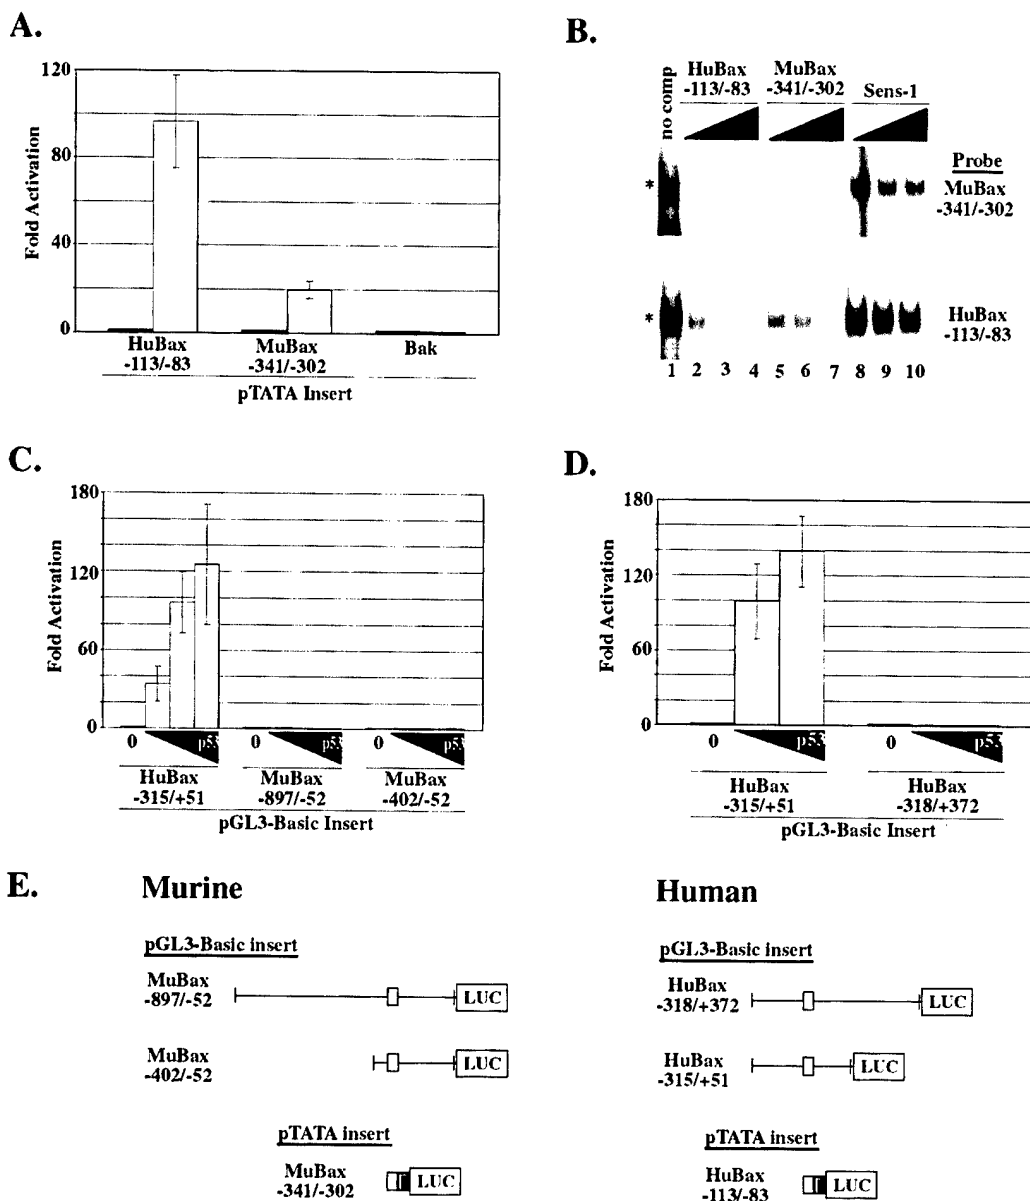 A.
120
80
40
0
Fold Activation
HuBax
-113/-83
MuBax
-341/-302
Bak
pTATA Insert
B.
no comp
HuBax
-113/-83
MuBax
-341/-302
Sens-1
Probe
*
MuBax
-341/-302
*
HuBax
-113/-83
1 2 3 4 5 6 7 8 9 10
C.
180
120
60
0
Fold Activation
0 p53 0 p53 0 p53
HuBax
-315/+51
MuBax
-897/-52
MuBax
-402/-52
pGL3-Basic Insert
D.
180
120
60
0
Fold Activation
0 p53 0
HuBax
-315/+51
HuBax
-318/+372
pGL3-Basic Insert
E.
Murine
pGL3-Basic insert
MuBax
-897/-52
LUC
MuBax
-402/-52
LUC
pTATA insert
MuBax
-341/-302
LUC
Human
pGL3-Basic insert
HuBax
-318/+372
LUC
HuBax
-315/+51
LUC
pTATA insert
HuBax
-113/-83
LUC